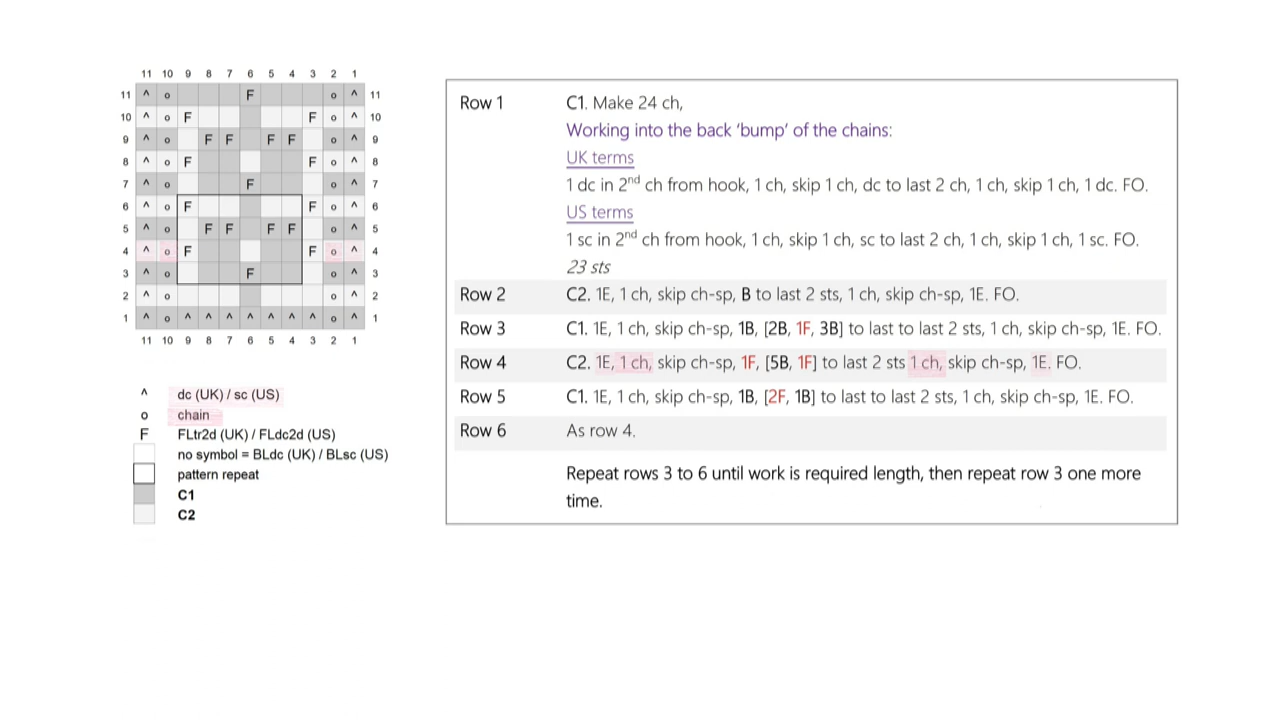 11 10 9 8 7 6 5 4 3 2 1
11 ^ o F o ^ 11
10 ^ o F F o ^ 10
9 ^ o F F F F o ^ 9
8 ^ o F F o ^ 8
7 ^ o F o ^ 7
6 ^ o F F o ^ 6
5 ^ o F F F F o ^ 5
4 ^ o F F o ^ 4
3 ^ o F o ^ 3
2 ^ o o ^ 2
1 ^ o ^ ^ ^ ^ ^ ^ ^ o ^ 1
11 10 9 8 7 6 5 4 3 2 1
^ dc (UK) / sc (US)
o chain
F FLtr2d (UK) / FLdc2d (US)
no symbol = BLdc (UK) / BLsc (US)
pattern repeat
C1
C2
Row 1 C1. Make 24 ch,
Working into the back ‘bump’ of the chains:
UK terms
1 dc in 2nd ch from hook, 1 ch, skip 1 ch, dc to last 2 ch, 1 ch, skip 1 ch, 1 dc. FO.
US terms
1 sc in 2nd ch from hook, 1 ch, skip 1 ch, sc to last 2 ch, 1 ch, skip 1 ch, 1 sc. FO.
23 sts
Row 2 C2. 1E, 1 ch, skip ch-sp, B to last 2 sts, 1 ch, skip ch-sp, 1E. FO.
Row 3 C1. 1E, 1 ch, skip ch-sp, 1B, [2B, 1F, 3B] to last to last 2 sts, 1 ch, skip ch-sp, 1E. FO.
Row 4 C2. 1E, 1 ch, skip ch-sp, 1F, [5B, 1F] to last 2 sts 1 ch, skip ch-sp, 1E. FO.
Row 5 C1. 1E, 1 ch, skip ch-sp, 1B, [2F, 1B] to last to last 2 sts, 1 ch, skip ch-sp, 1E. FO.
Row 6 As row 4.
Repeat rows 3 to 6 until work is required length, then repeat row 3 one more
time.